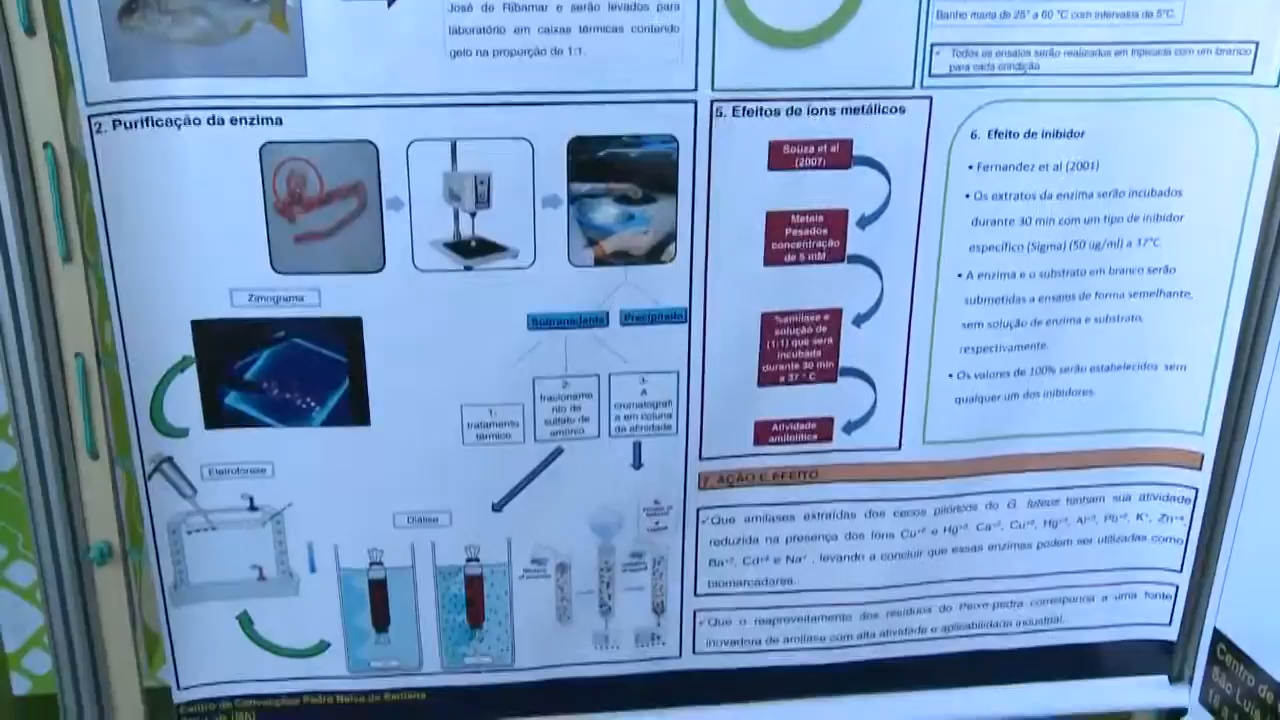 José de Ribamar e serão levados para
laboratório em caixas térmicas contendo
gelo na proporção de 1:1.
Banho maria de 25° a 60 °C com intervalos de 5°C.
Todos os ensaios serão realizados em triplicata com um branco
para cada condição.
2. Purificação da enzima
Zimograma
Sobrenadante
Precipitado
1-
tratamento
térmico
2-
fracioname
nto de
sulfato de
amônio
3-
A
cromatografi
a em coluna
da afinidade
Eletroforese
Diálise
5. Efeitos de íons metálicos
Souza et al
(2007)
Metais
Pesados
concentração
de 5 mM
solução de
(1:1) que será
incubada
durante 30 min
a 37 ° C
Atividade
amilolítica
6. Efeito de inibidor
• Fernandez et al (2001)
• Os extratos da enzima serão incubados
durante 30 min com um tipo de inibidor
específico (Sigma) (50 ug/ml) a 37°C.
• A enzima e o substrato em branco serão
submetidas a ensaios de forma semelhante,
sem solução de enzima e substrato,
respectivamente.
• Os valores de 100% serão estabelecidos sem
qualquer um dos inibidores.
7. AÇÃO E EFEITO
✓Que amilases extraídas dos cecos pilóricos do G. luteus tinham sua atividade
reduzida na presença dos íons Cu⁺² e Hg⁺², Ca⁺², Cu⁺², Hg⁺², Al⁺³, Pb⁺², K⁺, Zn⁺²,
Ba⁺², Cd⁺² e Na⁺, levando a concluir que essas enzimas podem ser utilizadas como
biomarcadores.
✓Que o reaproveitamento dos resíduos do Peixe-pedra corresponda a uma fonte
inovadora de amilase com alta atividade e aplicabilidade industrial.
Centro de Convenções Pedro Neiva de Santana
Centro de
São Luís